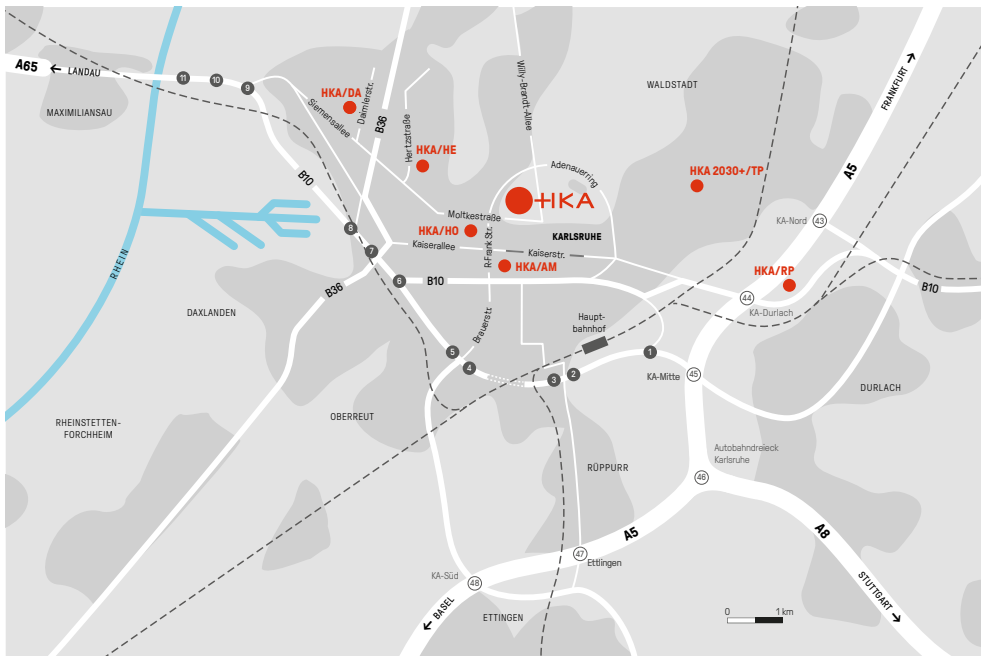 A65
← LANDAU
11
10
9
MAXIMILIANSAU
HKA/DA
Siemensallee
Daimlerstr.
B36
Hertzstraße
HKA/HE
Willy-Brandt-Allee
WALDSTADT
FRANKFURT →
A5
B10
Adenauerring
HKA 2030+/TP
HKA
Moltkestraße
KA-Nord
43
HKA/HO
KARLSRUHE
8
Kaiserallee
R-Frank Str.
Kaiserstr.
7
HKA/AM
HKA/RP
RHEIN
6
B10
B10
B36
44
KA-Durlach
DAXLANDEN
Brauerstr.
Haupt-
bahnhof
5
4
3
2
1
KA-Mitte
45
DURLACH
OBERREUT
RHEINSTETTEN-
FORCHHEIM
Autobahndreieck
Karlsruhe
RÜPPURR
46
A5
A8
47
Ettlingen
KA-Süd
48
← BASEL
STUTTGART →
ETTINGEN
0
1 km